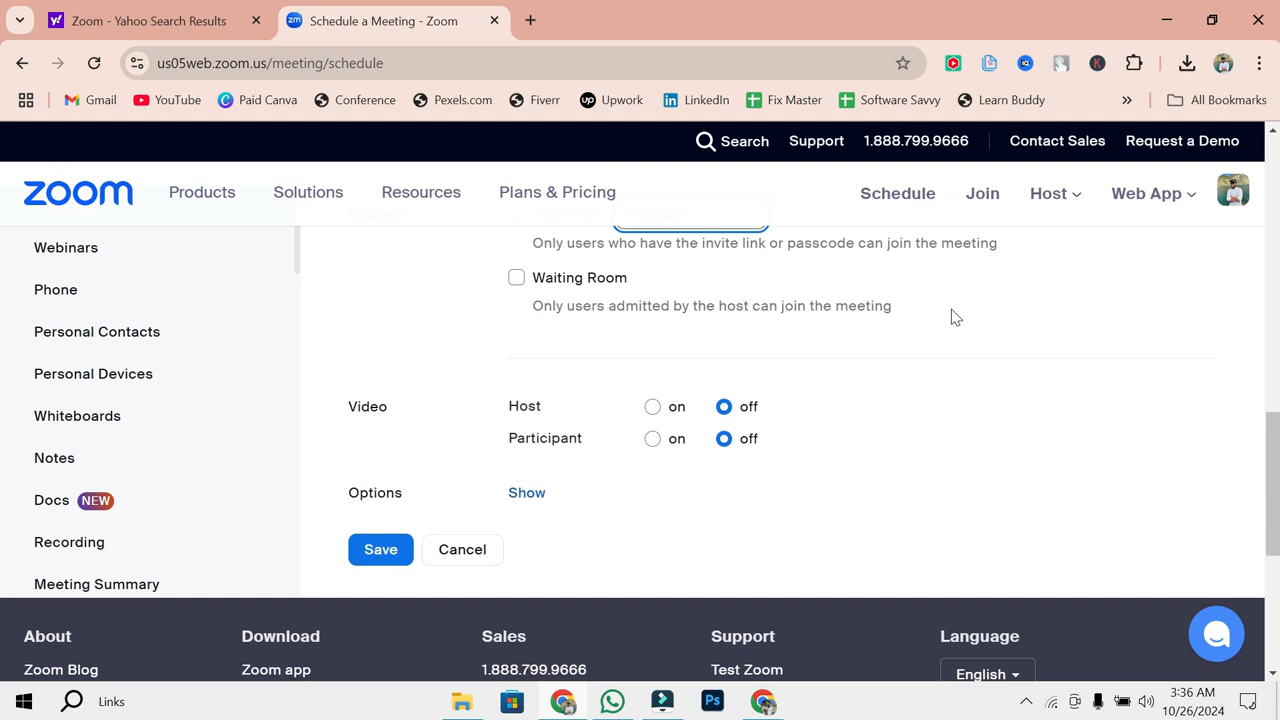 Zoom - Yahoo Search Results
Schedule a Meeting - Zoom
us05web.zoom.us/meeting/schedule
Gmail
YouTube
Paid Canva
Conference
Pexels.com
Fiverr
Upwork
LinkedIn
Fix Master
Software Savvy
Learn Buddy
All Bookmarks
Search
Support
1.888.799.9666
Contact Sales
Request a Demo
zoom
Products
Solutions
Resources
Plans & Pricing
Schedule
Join
Host
Web App
Webinars
Phone
Personal Contacts
Personal Devices
Whiteboards
Notes
Docs NEW
Recording
Meeting Summary
Only users who have the invite link or passcode can join the meeting
Waiting Room
Only users admitted by the host can join the meeting
Video
Host
on
off
Participant
on
off
Options
Show
Save
Cancel
About
Zoom Blog
Download
Zoom app
Sales
1.888.799.9666
Support
Test Zoom
Language
English
Links
3:36 AM
10/26/2024